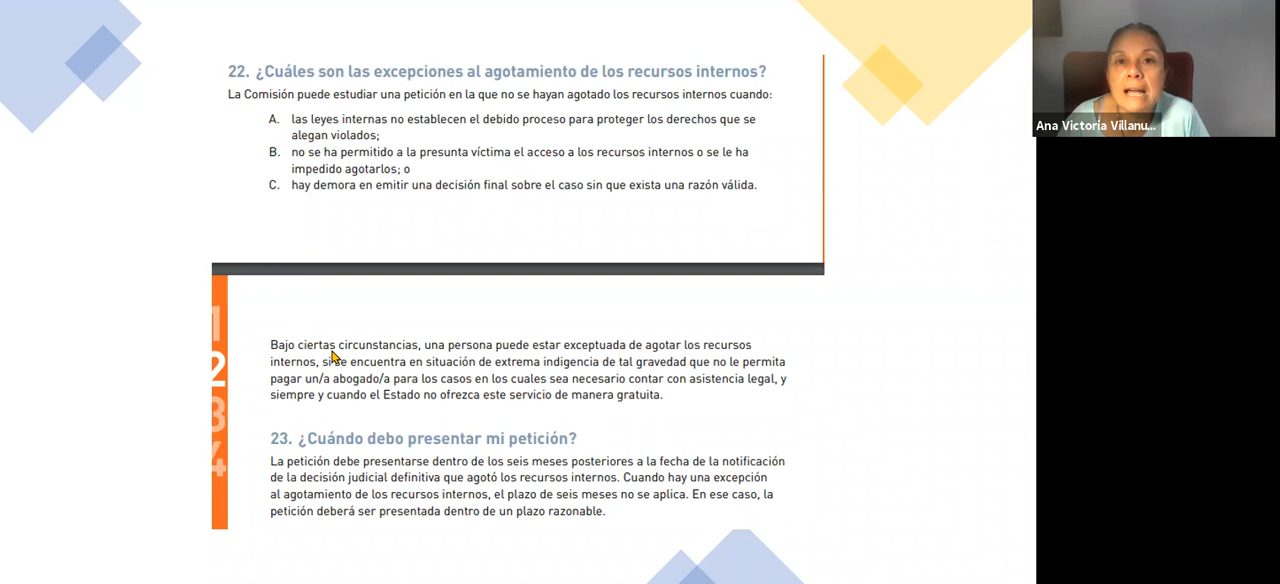 22. ¿Cuáles son las excepciones al agotamiento de los recursos internos?
La Comisión puede estudiar una petición en la que no se hayan agotado los recursos internos cuando:
A. las leyes internas no establecen el debido proceso para proteger los derechos que se
alegan violados;
B. no se ha permitido a la presunta víctima el acceso a los recursos internos o se le ha
impedido agotarlos; o
C. hay demora en emitir una decisión final sobre el caso sin que exista una razón válida.
Ana Victoria Villanu...
1
2
3
4
Bajo ciertas circunstancias, una persona puede estar exceptuada de agotar los recursos
internos, si se encuentra en situación de extrema indigencia de tal gravedad que no le permita
pagar un/a abogado/a para los casos en los cuales sea necesario contar con asistencia legal, y
siempre y cuando el Estado no ofrezca este servicio de manera gratuita.
23. ¿Cuándo debo presentar mi petición?
La petición debe presentarse dentro de los seis meses posteriores a la fecha de la notificación
de la decisión judicial definitiva que agotó los recursos internos. Cuando hay una excepción
al agotamiento de los recursos internos, el plazo de seis meses no se aplica. En ese caso, la
petición deberá ser presentada dentro de un plazo razonable.